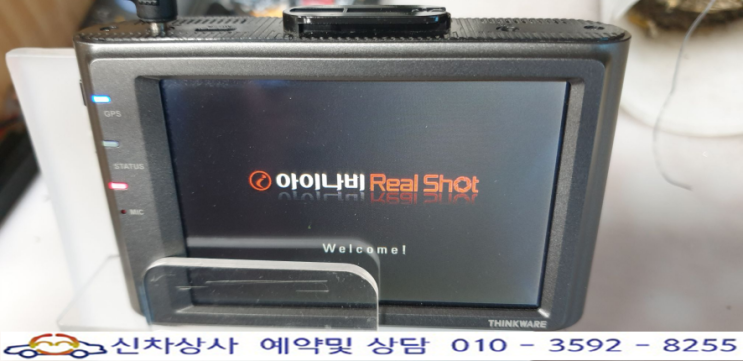 GPS
STATUS
MIC
아이나비 Real Shot
Welcome!
THINKWARE
신차상사 예약및 상담 010 - 3592 - 8255